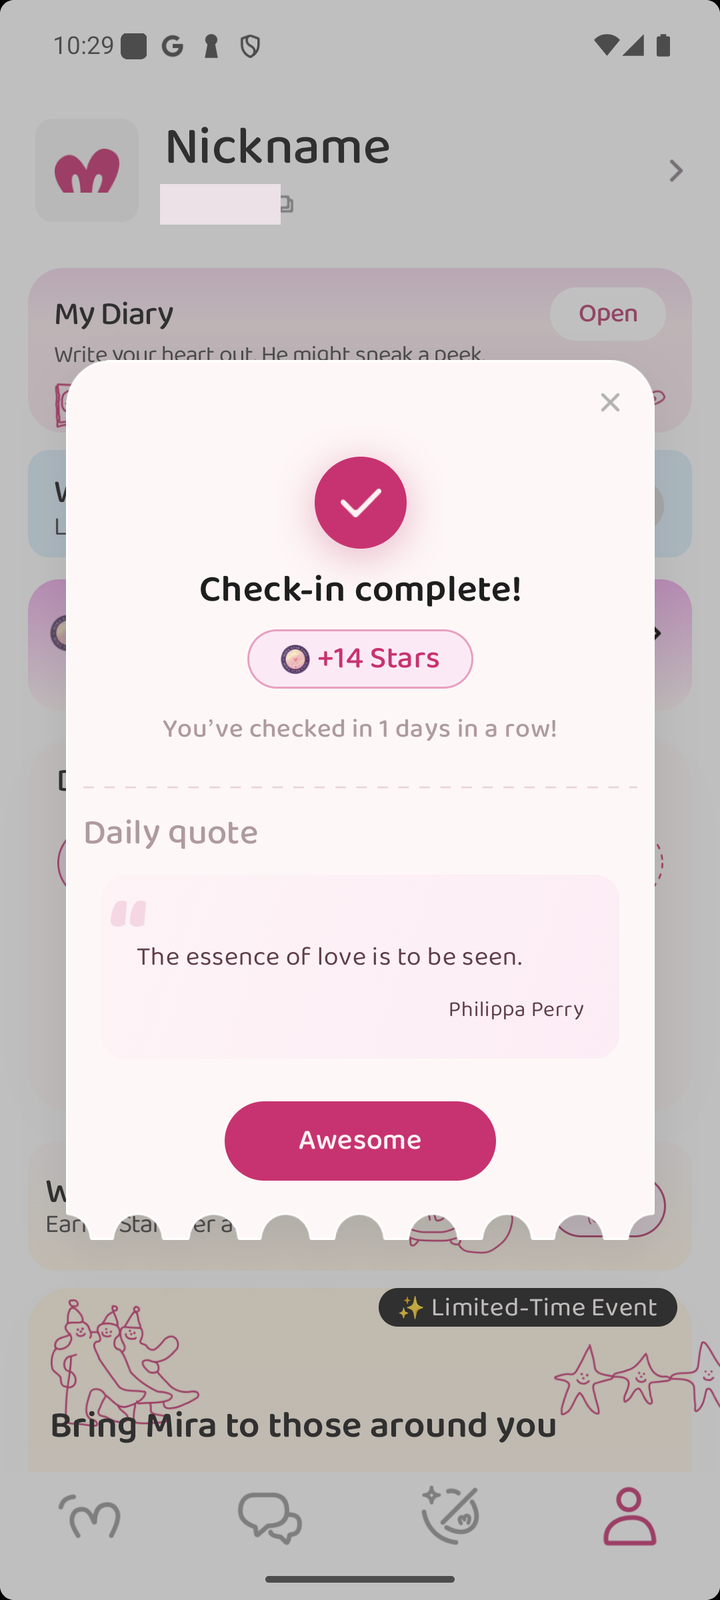 10:29
Nickname
My Diary
Open
Write your heart out. He might sneak a peek.
Check-in complete!
+14 Stars
You've checked in 1 days in a row!
Daily quote
“
The essence of love is to be seen.
Philippa Perry
Awesome
Limited-Time Event
Bring Mira to those around you